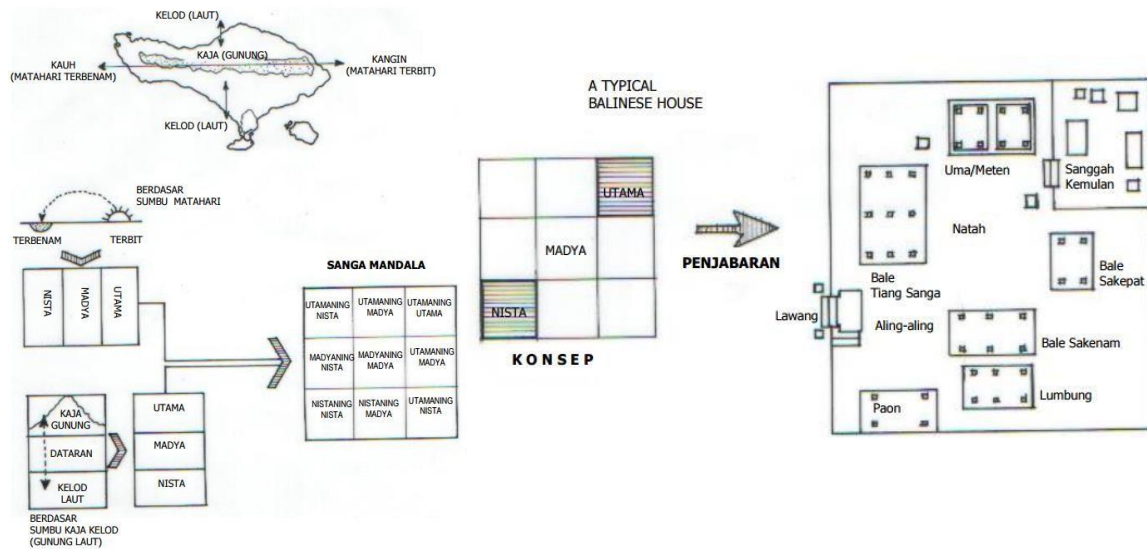 KELOD (LAUT)
KAJA (GUNUNG)
KAUH
(MATAHARI TERBENAM)
KANGIN
(MATAHARI TERBIT)
KELOD (LAUT)
BERDASAR
SUMBU MATAHARI
TERBENAM
TERBIT
NISTA
MADYA
UTAMA
KAJA
GUNUNG
DATARAN
KELOD
LAUT
BERDASAR
SUMBU KAJA KELOD
(GUNUNG LAUT)
UTAMA
MADYA
NISTA
SANGA MANDALA
UTAMANING
NISTA
UTAMANING
MADYA
UTAMANING
UTAMA
MADYANING
NISTA
MADYANING
MADYA
UTAMANING
MADYA
NISTANING
NISTA
NISTANING
MADYA
UTAMANING
NISTA
UTAMA
MADYA
NISTA
KONSEP
A TYPICAL
BALINESE HOUSE
PENJABARAN
Uma/Meten
Sanggah
Kemulan
Natah
Bale
Tiang Sanga
Bale
Sakepat
Lawang
Aling-aling
Bale Sakenam
Lumbung
Paon